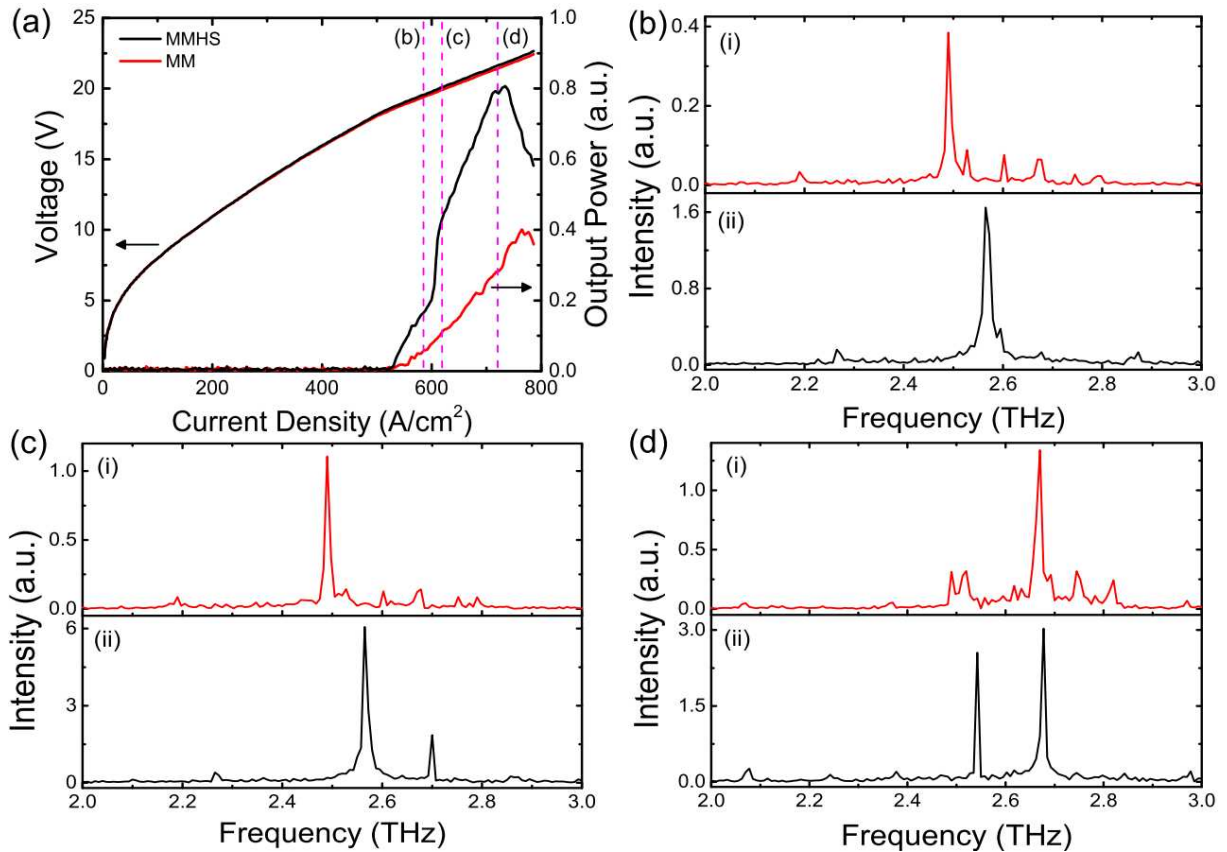 (a)
25
20
15
10
5
0
Voltage (V)
MMHS
MM
(b)
(c)
(d)
1.0
0.8
0.6
0.4
0.2
0.0
Output Power (a.u.)
0
200
400
600
800
Current Density (A/cm²)
(b)
(i)
0.4
0.2
0.0
(ii)
1.6
0.8
0.0
Intensity (a.u.)
2.0
2.2
2.4
2.6
2.8
3.0
Frequency (THz)
(c)
(i)
1.0
0.5
0.0
(ii)
6
3
0
Intensity (a.u.)
2.0
2.2
2.4
2.6
2.8
3.0
Frequency (THz)
(d)
(i)
1.0
0.5
0.0
(ii)
3.0
1.5
0.0
Intensity (a.u.)
2.0
2.2
2.4
2.6
2.8
3.0
Frequency (THz)